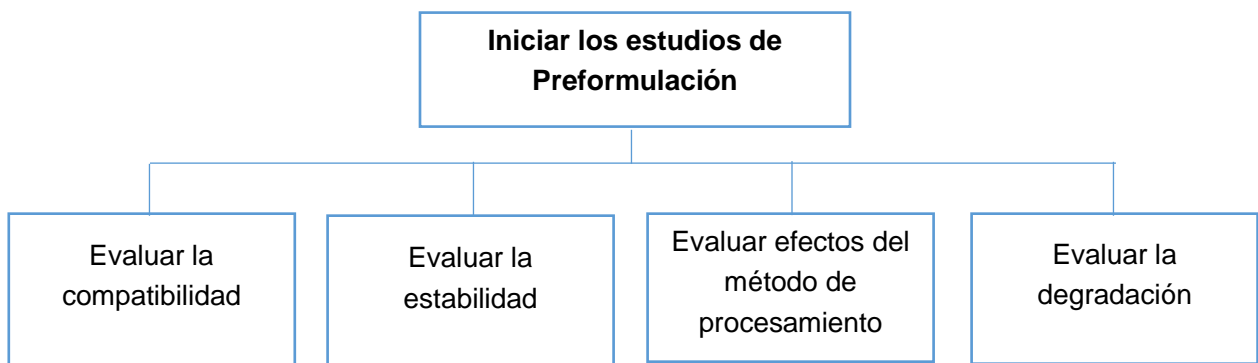 Iniciar los estudios de
Preformulación
Evaluar la
compatibilidad
Evaluar la
estabilidad
Evaluar efectos del
método de
procesamiento
Evaluar la
degradación